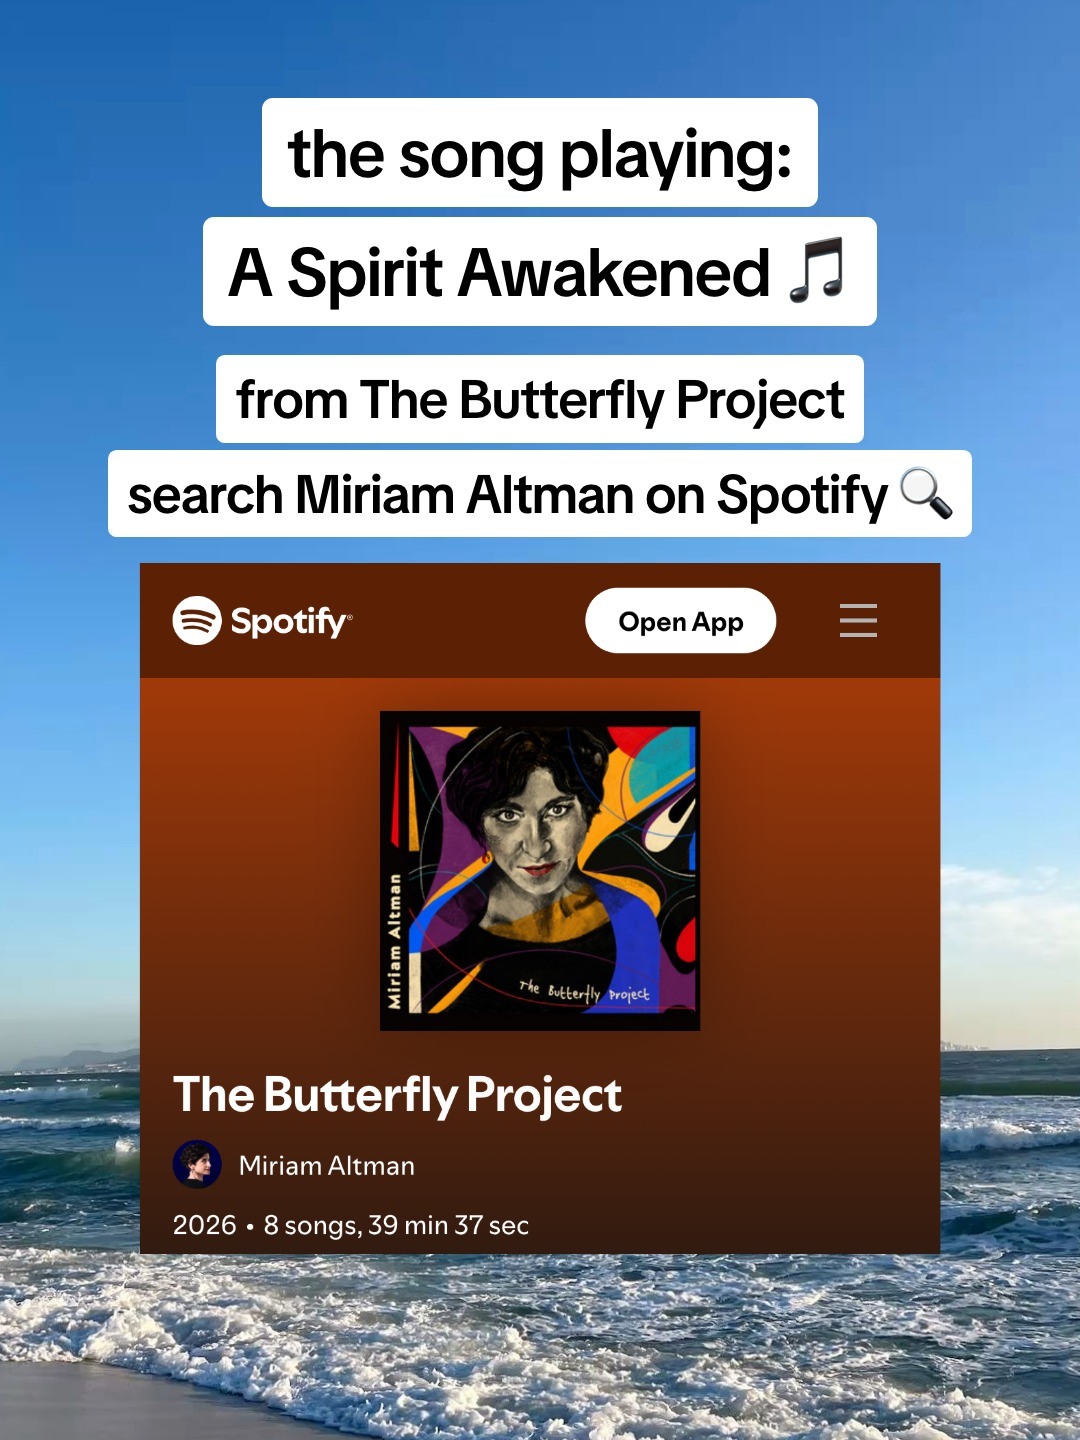 the song playing:
A Spirit Awakened 🎵
from The Butterfly Project
search Miriam Altman on Spotify 🔍
Spotify®
Open App
Miriam Altman
The Butterfly Project
The Butterfly Project
Miriam Altman
2026 • 8 songs, 39 min 37 sec